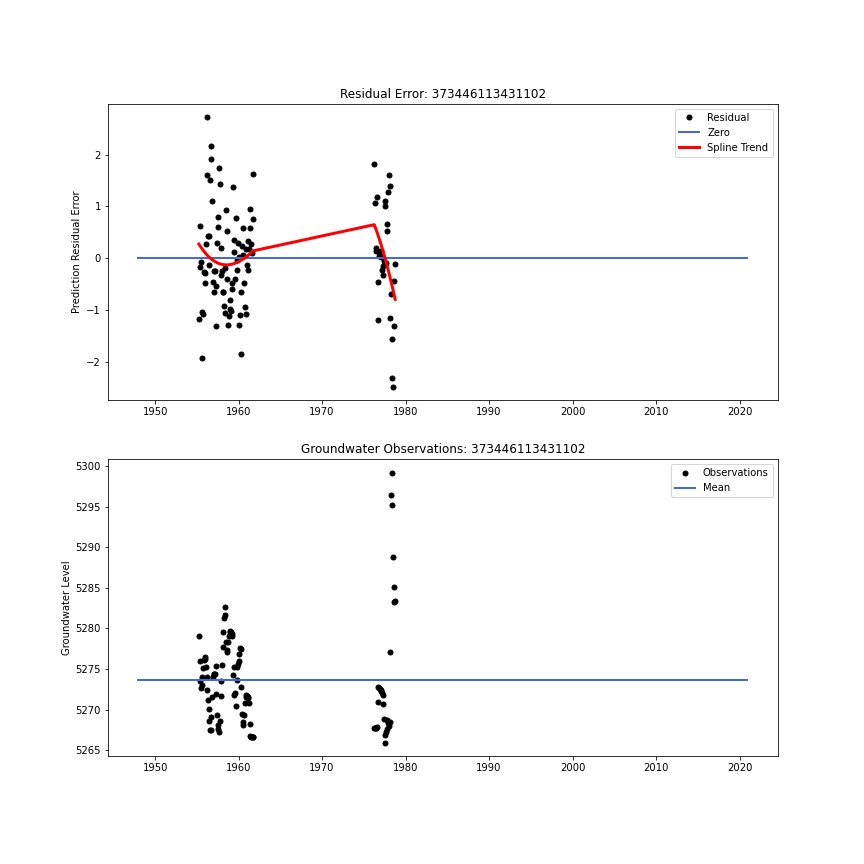 Residual Error: 373446113431102
Prediction Residual Error
2
1
0
−1
−2
Residual
Zero
Spline Trend
1950 1960 1970 1980 1990 2000 2010 2020
Groundwater Observations: 373446113431102
Groundwater Level
5300
5295
5290
5285
5280
5275
5270
5265
Observations
Mean
1950 1960 1970 1980 1990 2000 2010 2020